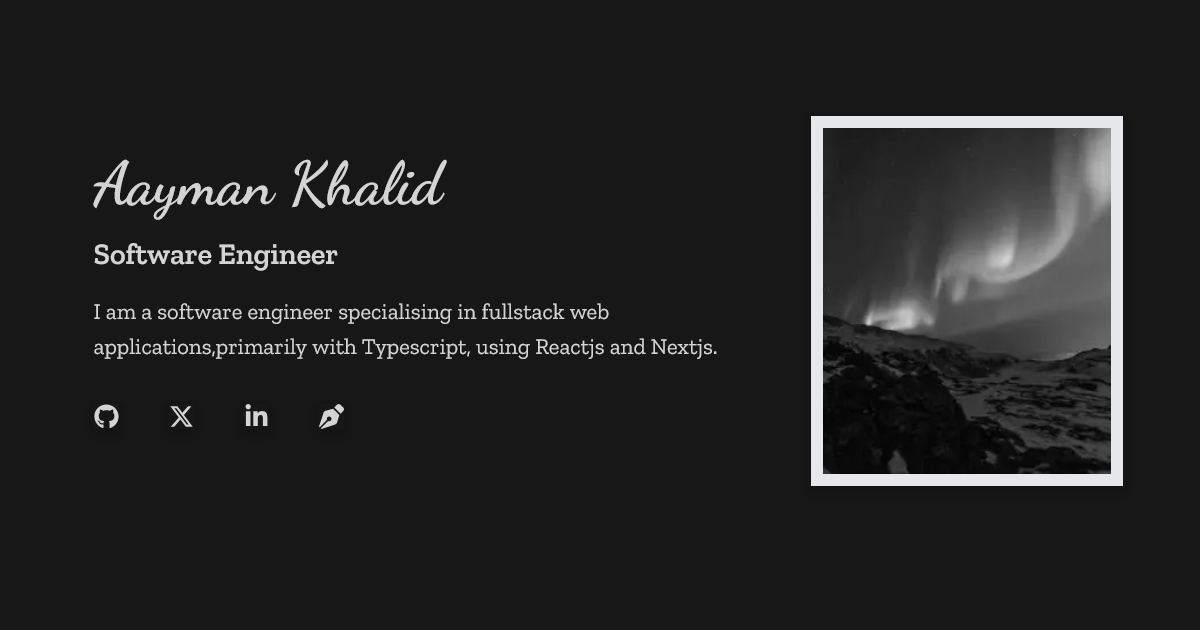 Aayman Khalid
Software Engineer
I am a software engineer specialising in fullstack web
applications,primarily with Typescript, using Reactjs and Nextjs.